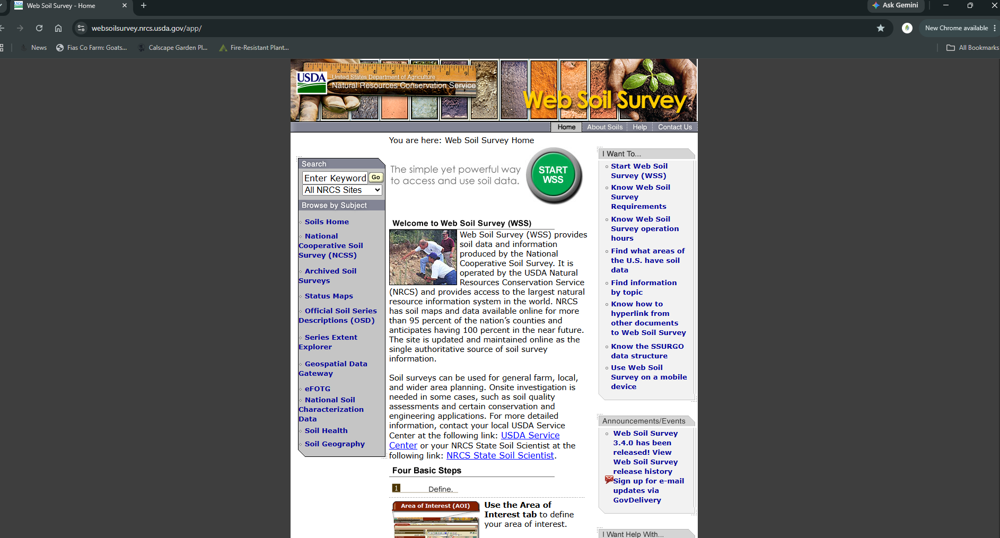 Web Soil Survey - Home
Ask Gemini
websoilsurvey.nrcs.usda.gov/app/
New Chrome available
News
Fias Co Farm: Goats...
Calscape Garden Pl...
Fire-Resistant Plant...
All Bookmarks
USDA
United States Department of Agriculture
Natural Resources Conservation Service
2 3 4 5 6 7 8 9
Web Soil Survey
Home
About Soils
Help
Contact Us
You are here: Web Soil Survey Home
Search
Enter Keyword
Go
All NRCS Sites
Browse by Subject
Soils Home
National
Cooperative Soil
Survey (NCSS)
Archived Soil
Surveys
Status Maps
Official Soil Series
Descriptions (OSD)
Series Extent
Explorer
Geospatial Data
Gateway
eFOTG
National Soil
Characterization
Data
Soil Health
Soil Geography
The simple yet powerful way
to access and use soil data.
START
WSS
Welcome to Web Soil Survey (WSS)
Web Soil Survey (WSS) provides
soil data and information
produced by the National
Cooperative Soil Survey. It is
operated by the USDA Natural
Resources Conservation Service
(NRCS) and provides access to the largest natural
resource information system in the world. NRCS
has soil maps and data available online for more
than 95 percent of the nation’s counties and
anticipates having 100 percent in the near future.
The site is updated and maintained online as the
single authoritative source of soil survey
information.
Soil surveys can be used for general farm, local,
and wider area planning. Onsite investigation is
needed in some cases, such as soil quality
assessments and certain conservation and
engineering applications. For more detailed
information, contact your local USDA Service
Center at the following link: USDA Service
Center or your NRCS State Soil Scientist at the
following link: NRCS State Soil Scientist.
Four Basic Steps
1 Define.
Area of Interest (AOI)
Use the Area of
Interest tab to define
your area of interest.
I Want To...
Start Web Soil
Survey (WSS)
Know Web Soil
Survey
Requirements
Know Web Soil
Survey operation
hours
Find what areas of
the U.S. have soil
data
Find information
by topic
Know how to
hyperlink from
other documents
to Web Soil Survey
Know the SSURGO
data structure
Use Web Soil
Survey on a mobile
device
Announcements/Events
Web Soil Survey
3.4.0 has been
released! View
Web Soil Survey
release history
Sign up for e-mail
updates via
GovDelivery
I Want Help With...